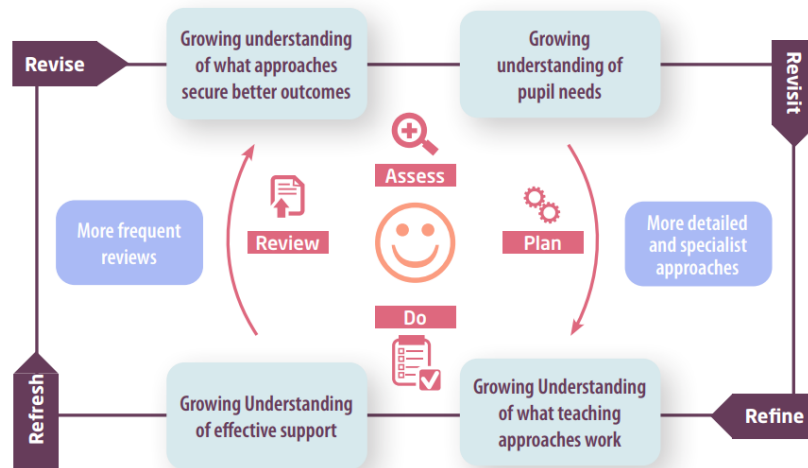 Revise
Growing understanding
of what approaches
secure better outcomes
Growing
understanding of
pupil needs
Revisit
Assess
More frequent
reviews
Review
Plan
More detailed
and specialist
approaches
Do
Refresh
Growing Understanding
of effective support
Growing Understanding
of what teaching
approaches work
Refine